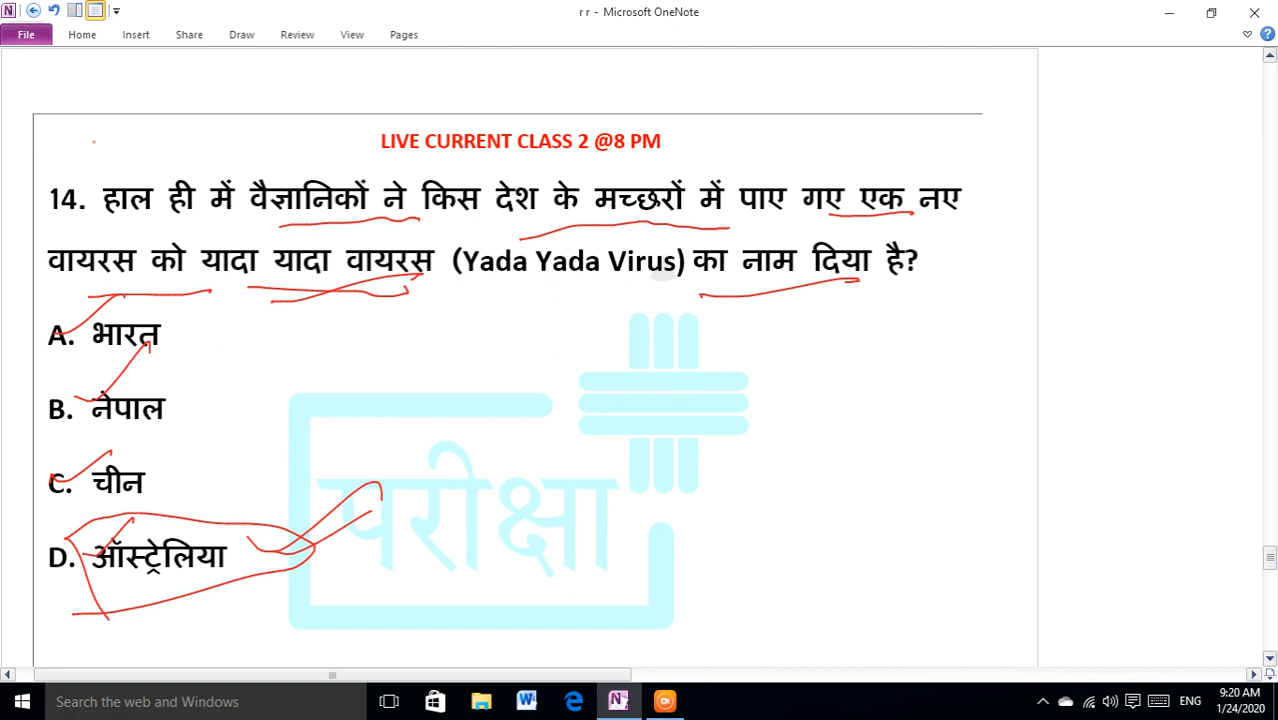 r r - Microsoft OneNote
File Home Insert Share Draw Review View Pages
LIVE CURRENT CLASS 2 @8 PM
14. हाल ही में वैज्ञानिकों ने किस देश के मच्छरों में पाए गए एक नए
वायरस को यादा यादा वायरस (Yada Yada Virus) का नाम दिया है?
A. भारत
B. नेपाल
C. चीन
D. ऑस्ट्रेलिया
परीक्षा
Search the web and Windows
ENG
9:20 AM
1/24/2020